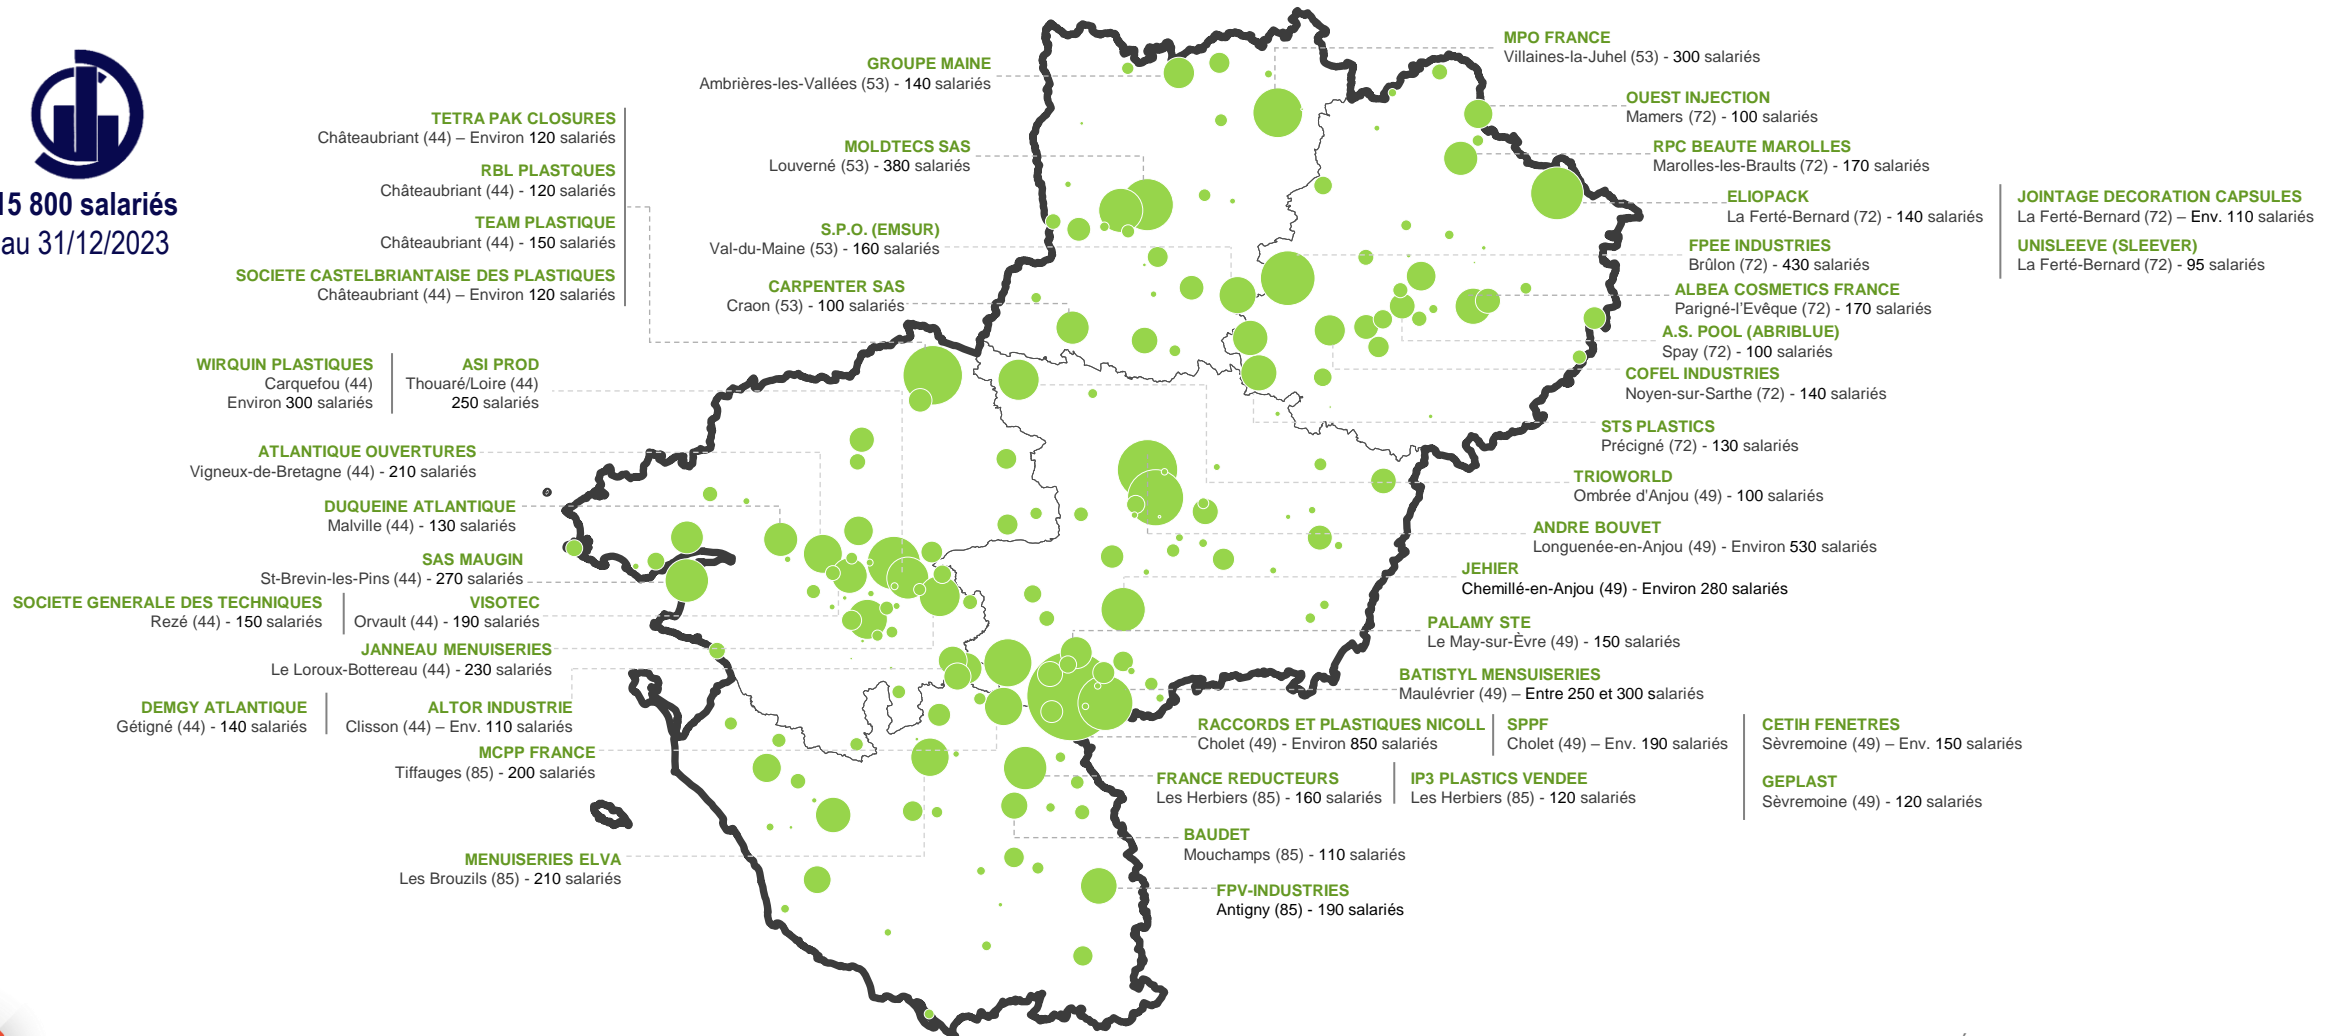 15 800 salariés
au 31/12/2023
TETRA PAK CLOSURES
Châteaubriant (44) – Environ 120 salariés
RBL PLASTQUES
Châteaubriant (44) - 120 salariés
TEAM PLASTIQUE
Châteaubriant (44) - 150 salariés
SOCIETE CASTELBRIANTAISE DES PLASTIQUES
Châteaubriant (44) – Environ 120 salariés
GROUPE MAINE
Ambrières-les-Vallées (53) - 140 salariés
MOLDTECS SAS
Louverné (53) - 380 salariés
S.P.O. (EMSUR)
Val-du-Maine (53) - 160 salariés
CARPENTER SAS
Craon (53) - 100 salariés
WIRQUIN PLASTIQUES
Carquefou (44)
Environ 300 salariés
ASI PROD
Thouaré/Loire (44)
250 salariés
ATLANTIQUE OUVERTURES
Vigneux-de-Bretagne (44) - 210 salariés
DUQUEINE ATLANTIQUE
Malville (44) - 130 salariés
SAS MAUGIN
St-Brevin-les-Pins (44) - 270 salariés
SOCIETE GENERALE DES TECHNIQUES
Rezé (44) - 150 salariés
VISOTEC
Orvault (44) - 190 salariés
JANNEAU MENUISERIES
Le Loroux-Bottereau (44) - 230 salariés
DEMGY ATLANTIQUE
Gétigné (44) - 140 salariés
ALTOR INDUSTRIE
Clisson (44) – Env. 110 salariés
MCPP FRANCE
Tiffauges (85) - 200 salariés
MENUISERIES ELVA
Les Brouzils (85) - 210 salariés
MPO FRANCE
Villaines-la-Juhel (53) - 300 salariés
OUEST INJECTION
Mamers (72) - 100 salariés
RPC BEAUTE MAROLLES
Marolles-les-Braults (72) - 170 salariés
ELIOPACK
La Ferté-Bernard (72) - 140 salariés
JOINTAGE DECORATION CAPSULES
La Ferté-Bernard (72) – Env. 110 salariés
UNISLEEVE (SLEEVER)
La Ferté-Bernard (72) - 95 salariés
FPEE INDUSTRIES
Brûlon (72) - 430 salariés
ALBEA COSMETICS FRANCE
Parigné-l'Evêque (72) - 170 salariés
A.S. POOL (ABRIBLUE)
Spay (72) - 100 salariés
COFEL INDUSTRIES
Noyen-sur-Sarthe (72) - 140 salariés
STS PLASTICS
Précigné (72) - 130 salariés
TRIOWORLD
Ombrée d'Anjou (49) - 100 salariés
ANDRE BOUVET
Longuenée-en-Anjou (49) - Environ 530 salariés
JEHIER
Chemillé-en-Anjou (49) - Environ 280 salariés
PALAMY STE
Le May-sur-Èvre (49) - 150 salariés
BATISTYL MENSUISERIES
Maulévrier (49) – Entre 250 et 300 salariés
RACCORDS ET PLASTIQUES NICOLL
Cholet (49) - Environ 850 salariés
SPPF
Cholet (49) – Env. 190 salariés
CETIH FENETRES
Sèvremoine (49) – Env. 150 salariés
GEPLAST
Sèvremoine (49) - 120 salariés
FRANCE REDUCTEURS
Les Herbiers (85) - 160 salariés
IP3 PLASTICS VENDEE
Les Herbiers (85) - 120 salariés
BAUDET
Mouchamps (85) - 110 salariés
FPV-INDUSTRIES
Antigny (85) - 190 salariés